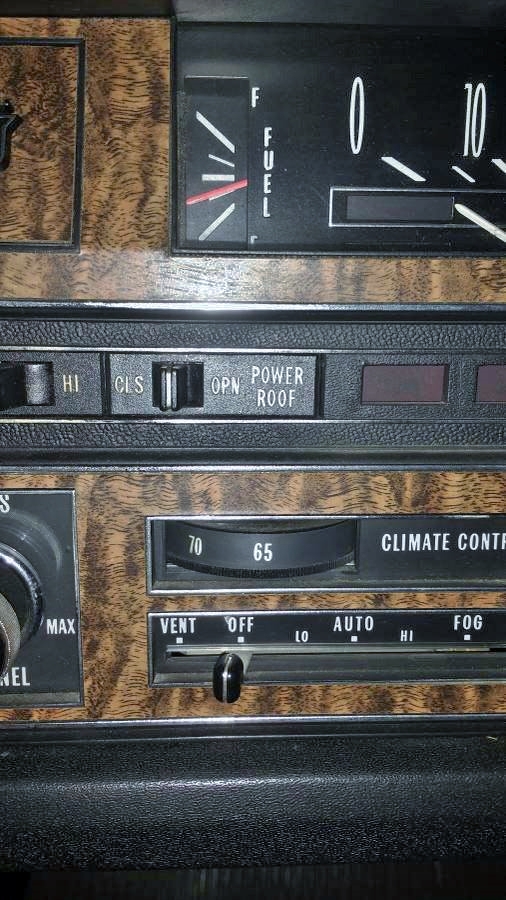 F
FUEL
0
10
HI
CLS
OPN
POWER
ROOF
70
65
CLIMATE CONTR
MAX
NEL
VENT
OFF
LO
AUTO
HI
FOG